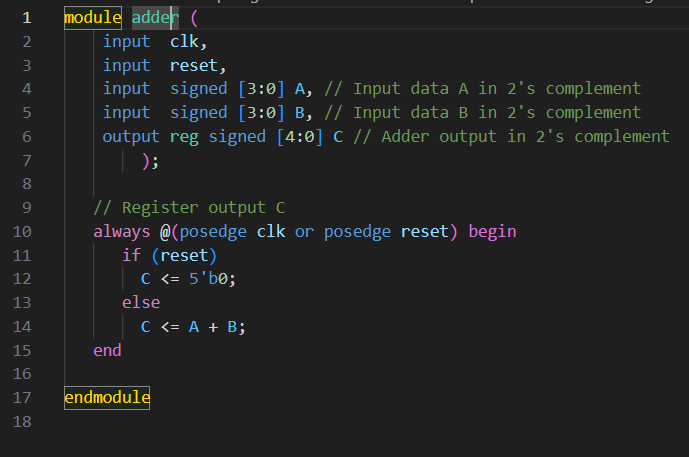 1 module adder (
2 input clk,
3 input reset,
4 input signed [3:0] A, // Input data A in 2's complement
5 input signed [3:0] B, // Input data B in 2's complement
6 output reg signed [4:0] C // Adder output in 2's complement
7 );
8
9 // Register output C
10 always @(posedge clk or posedge reset) begin
11 if (reset)
12 C <= 5'b0;
13 else
14 C <= A + B;
15 end
16
17 endmodule
18